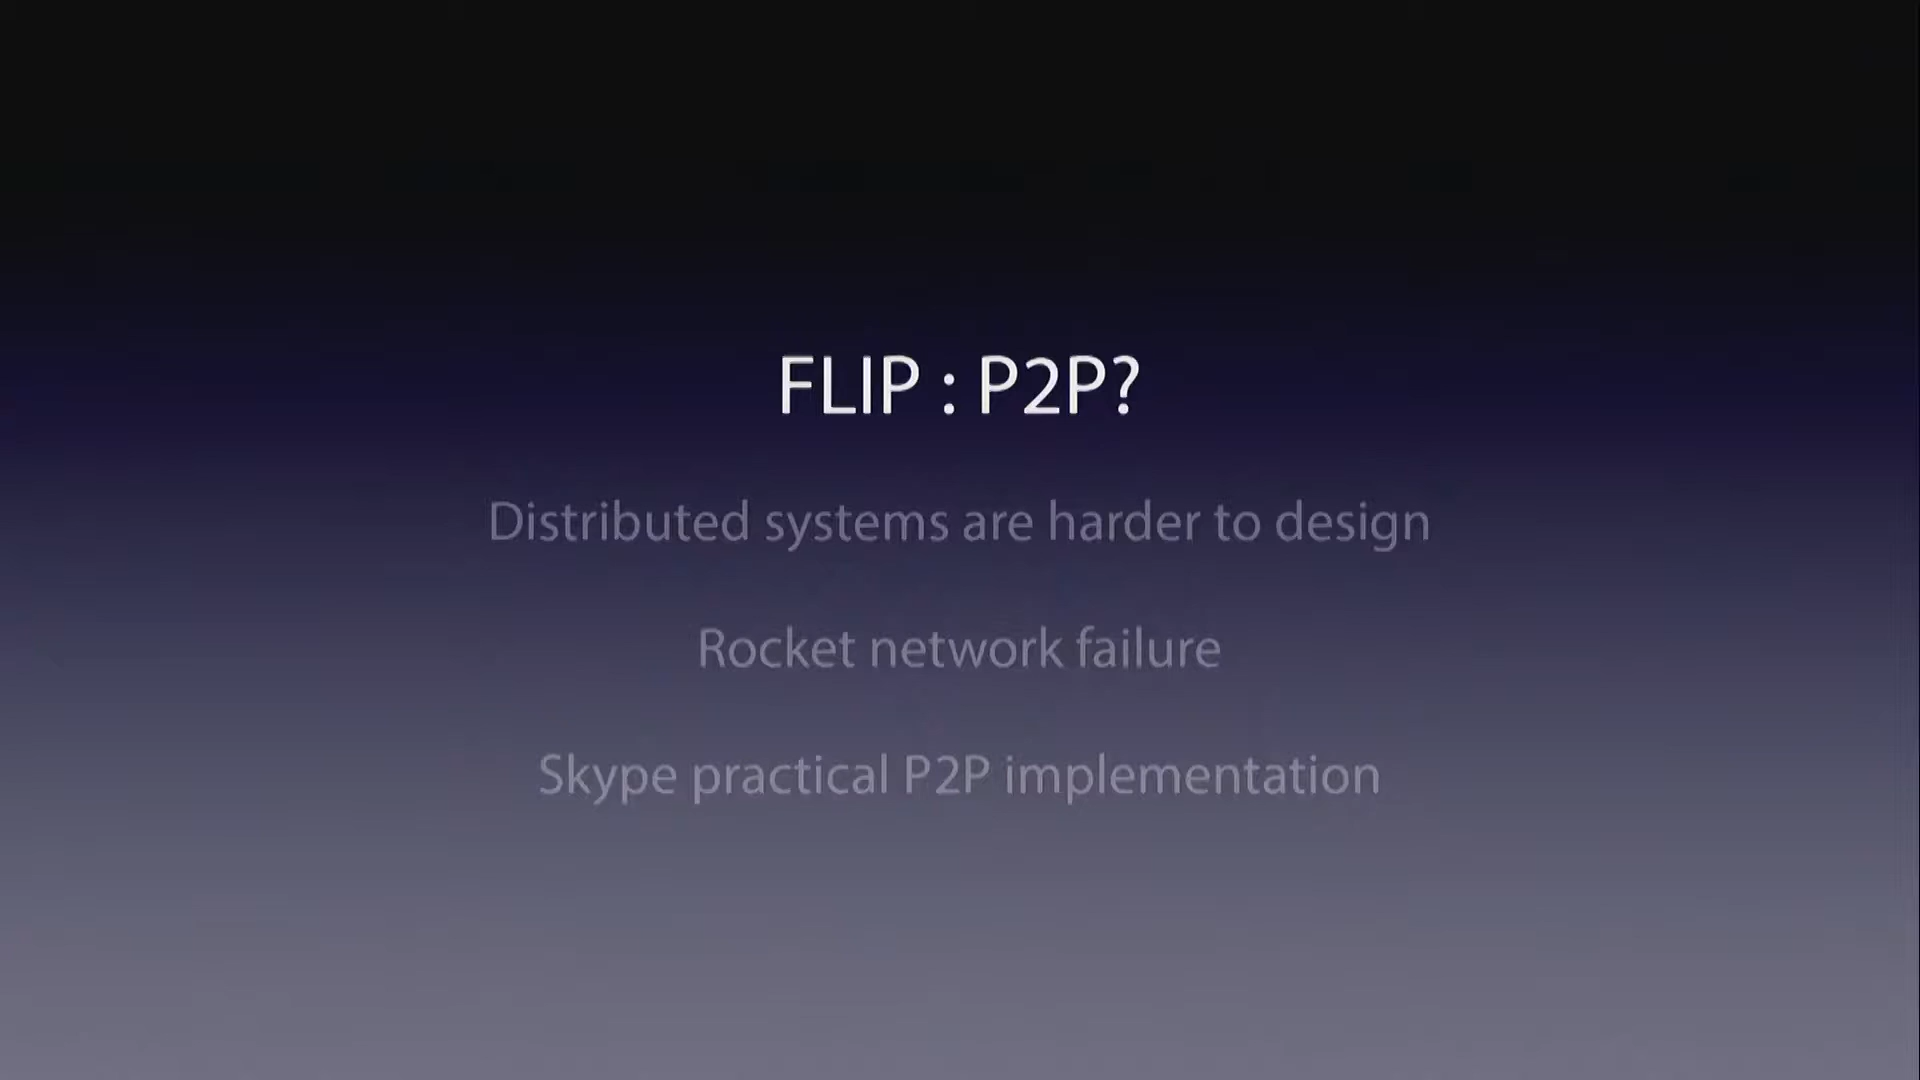 FLIP : P2P?
Distributed systems are harder to design
Rocket network failure
Skype practical P2P implementation